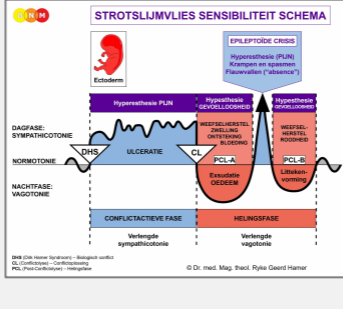 G N M
STROTSLIJMVLIES SENSIBILITEIT SCHEMA
Ectoderm
EPILEPTOÏDE CRISIS
Hyperesthesie (PIJN)
Krampen en spasmen
Flauwvallen ("absence")
Hyperesthesie PIJN
Hypesthesie
GEVOELLOOSHEID
Hypesthesie
GEVOELLOOSHEID
DAGFASE:
SYMPATHICOTONIE
WEEFSELHERSTEL
ZWELLING
ONTSTEKING
BLOEDING
WEEFSEL-
HERSTEL
ROODHEID
DHS
ULCERATIE
CL
PCL-A
PCL-B
NORMOTONIE
Exsudatie
OEDEEM
Litteken-
vorming
NACHTFASE:
VAGOTONIE
CONFLICTACTIEVE FASE
HELINGSFASE
Verlengde
sympathicotonie
Verlengde
vagotonie
DHS (Dirk Hamer Syndroom) – Biologisch conflict
CL (Conflictolyse) – Conflictoplossing
PCL (Post-Conflictolyse) – Helingsfase
© Dr. med. Mag. theol. Ryke Geerd Hamer